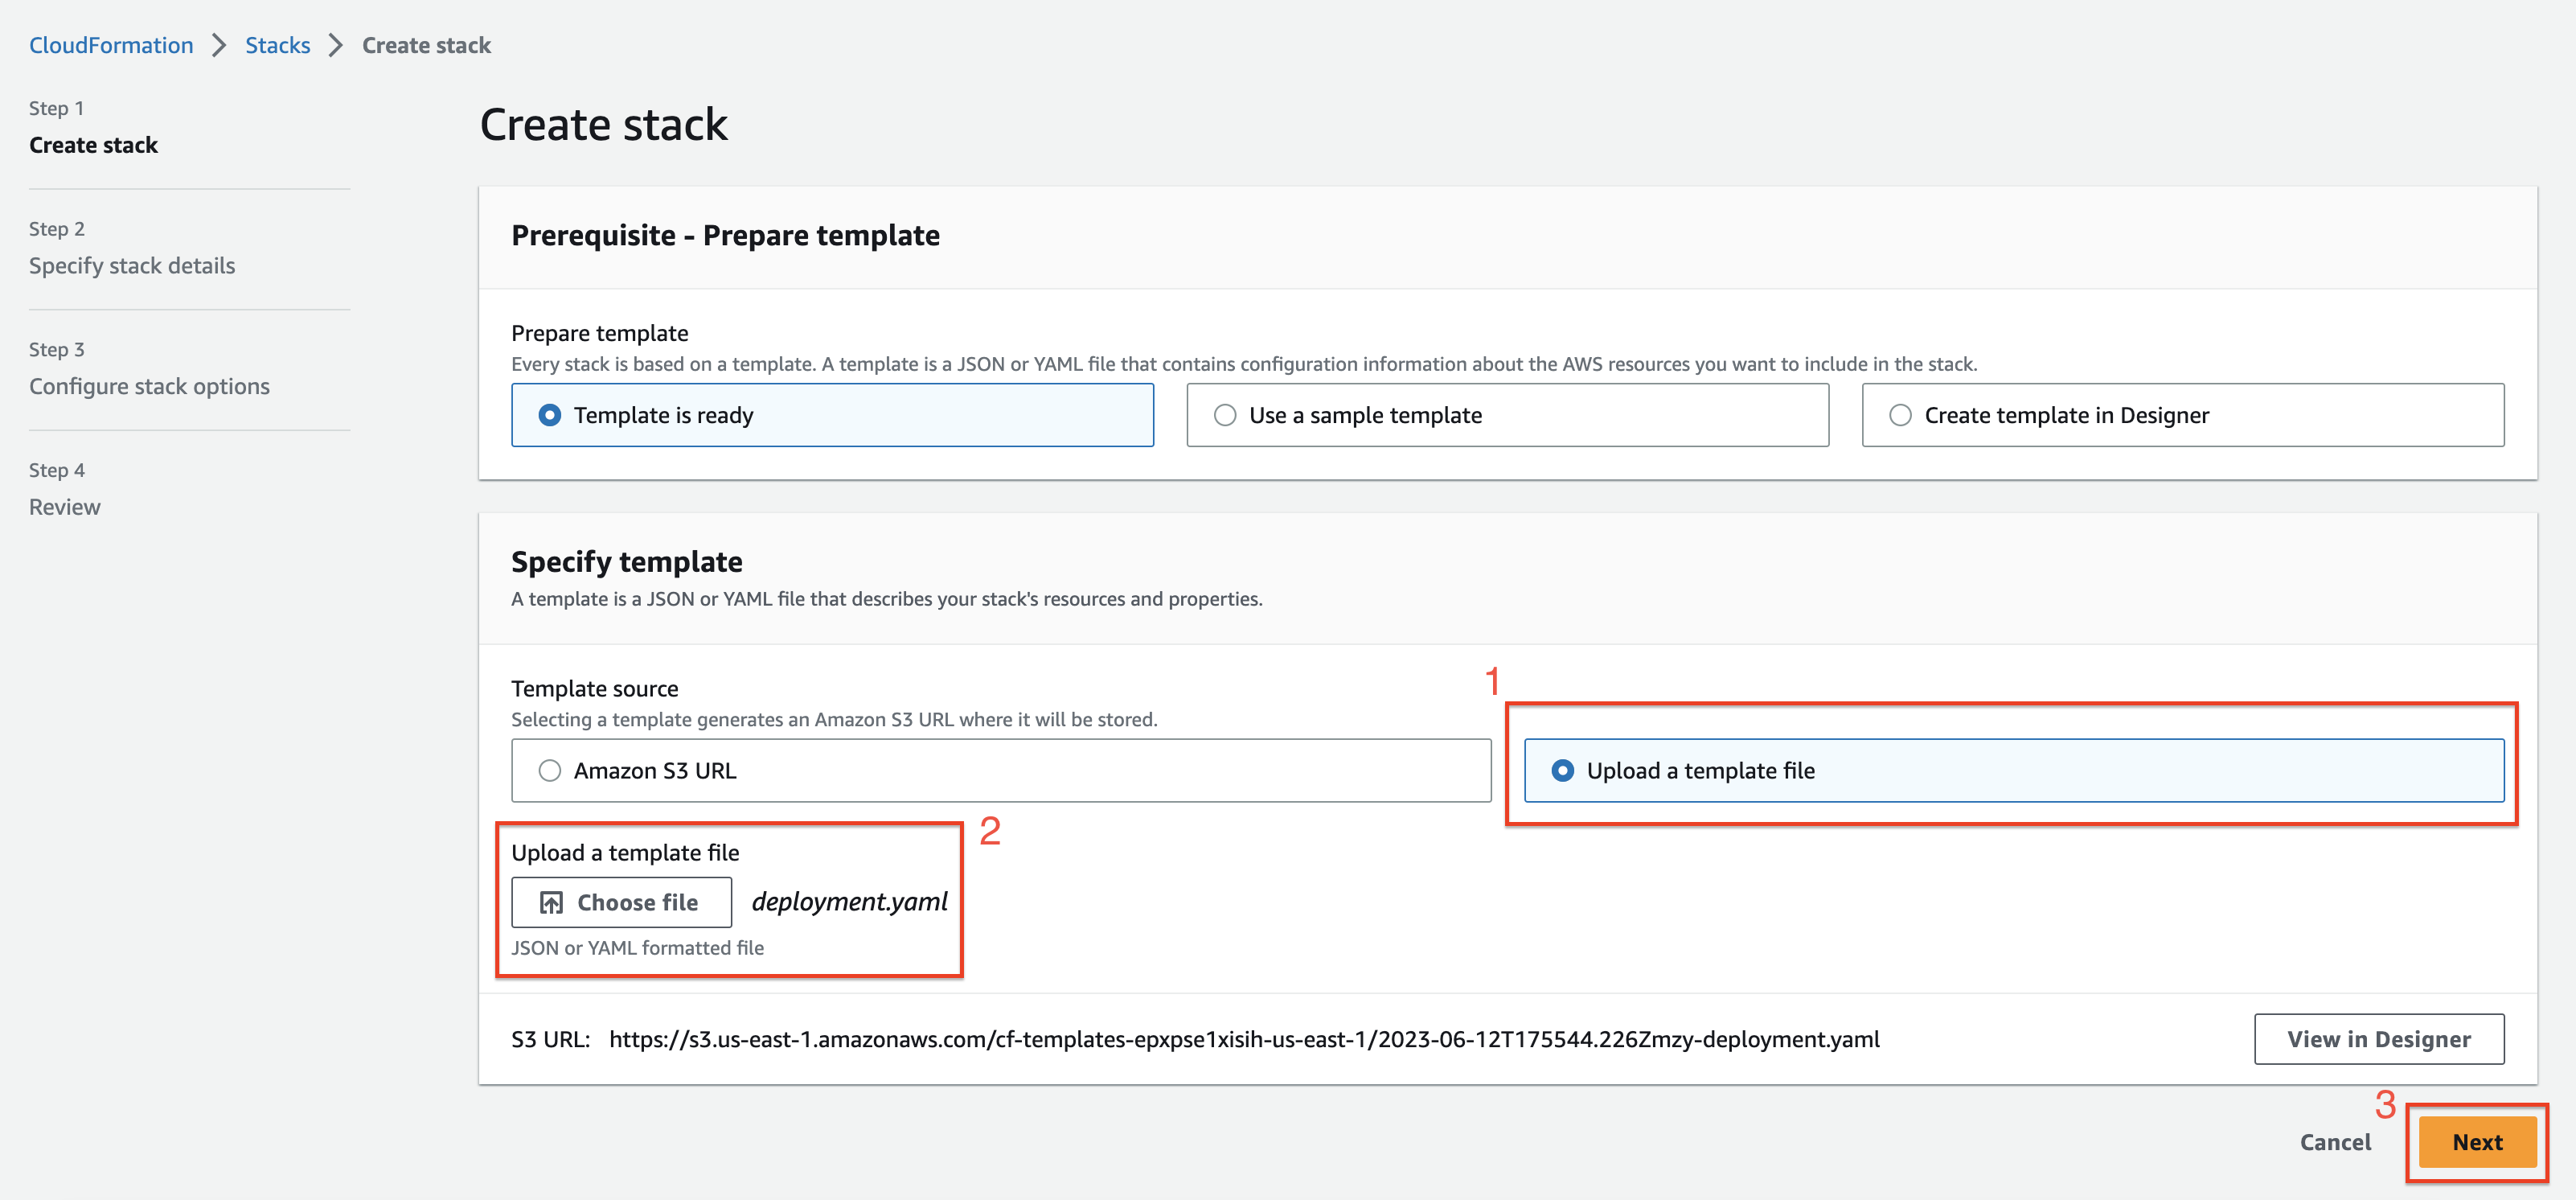 CloudFormation > Stacks > Create stack
Step 1
Create stack
Step 2
Specify stack details
Step 3
Configure stack options
Step 4
Review
Create stack
Prerequisite - Prepare template
Prepare template
Every stack is based on a template. A template is a JSON or YAML file that contains configuration information about the AWS resources you want to include in the stack.
Template is ready
Use a sample template
Create template in Designer
Specify template
A template is a JSON or YAML file that describes your stack's resources and properties.
Template source
Selecting a template generates an Amazon S3 URL where it will be stored.
1
Amazon S3 URL
Upload a template file
2
Upload a template file
Choose file deployment.yaml
JSON or YAML formatted file
S3 URL: https://s3.us-east-1.amazonaws.com/cf-templates-epxpse1xisih-us-east-1/2023-06-12T175544.226Zmzy-deployment.yaml
View in Designer
3
Cancel
Next